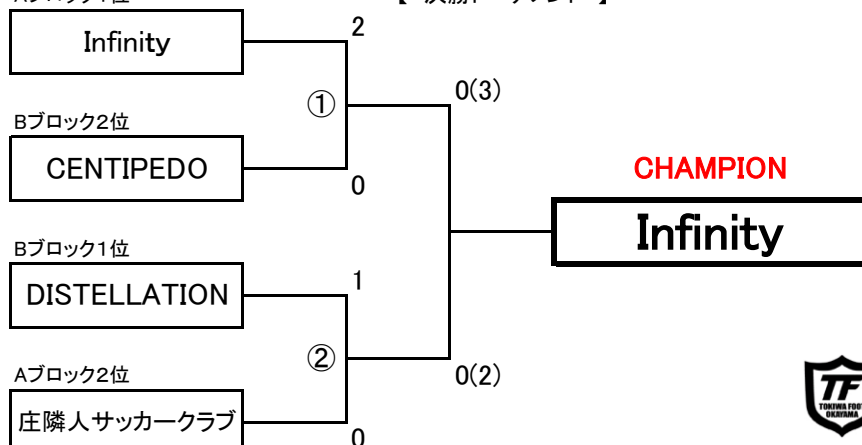 2
Infinity
①
0(3)
Bブロック2位
CENTIPEDO
0
CHAMPION
Infinity
Bブロック1位
DISTELLATION
1
②
Aブロック2位
0(2)
庄隣人サッカークラブ
0
TF
OKAYAMA